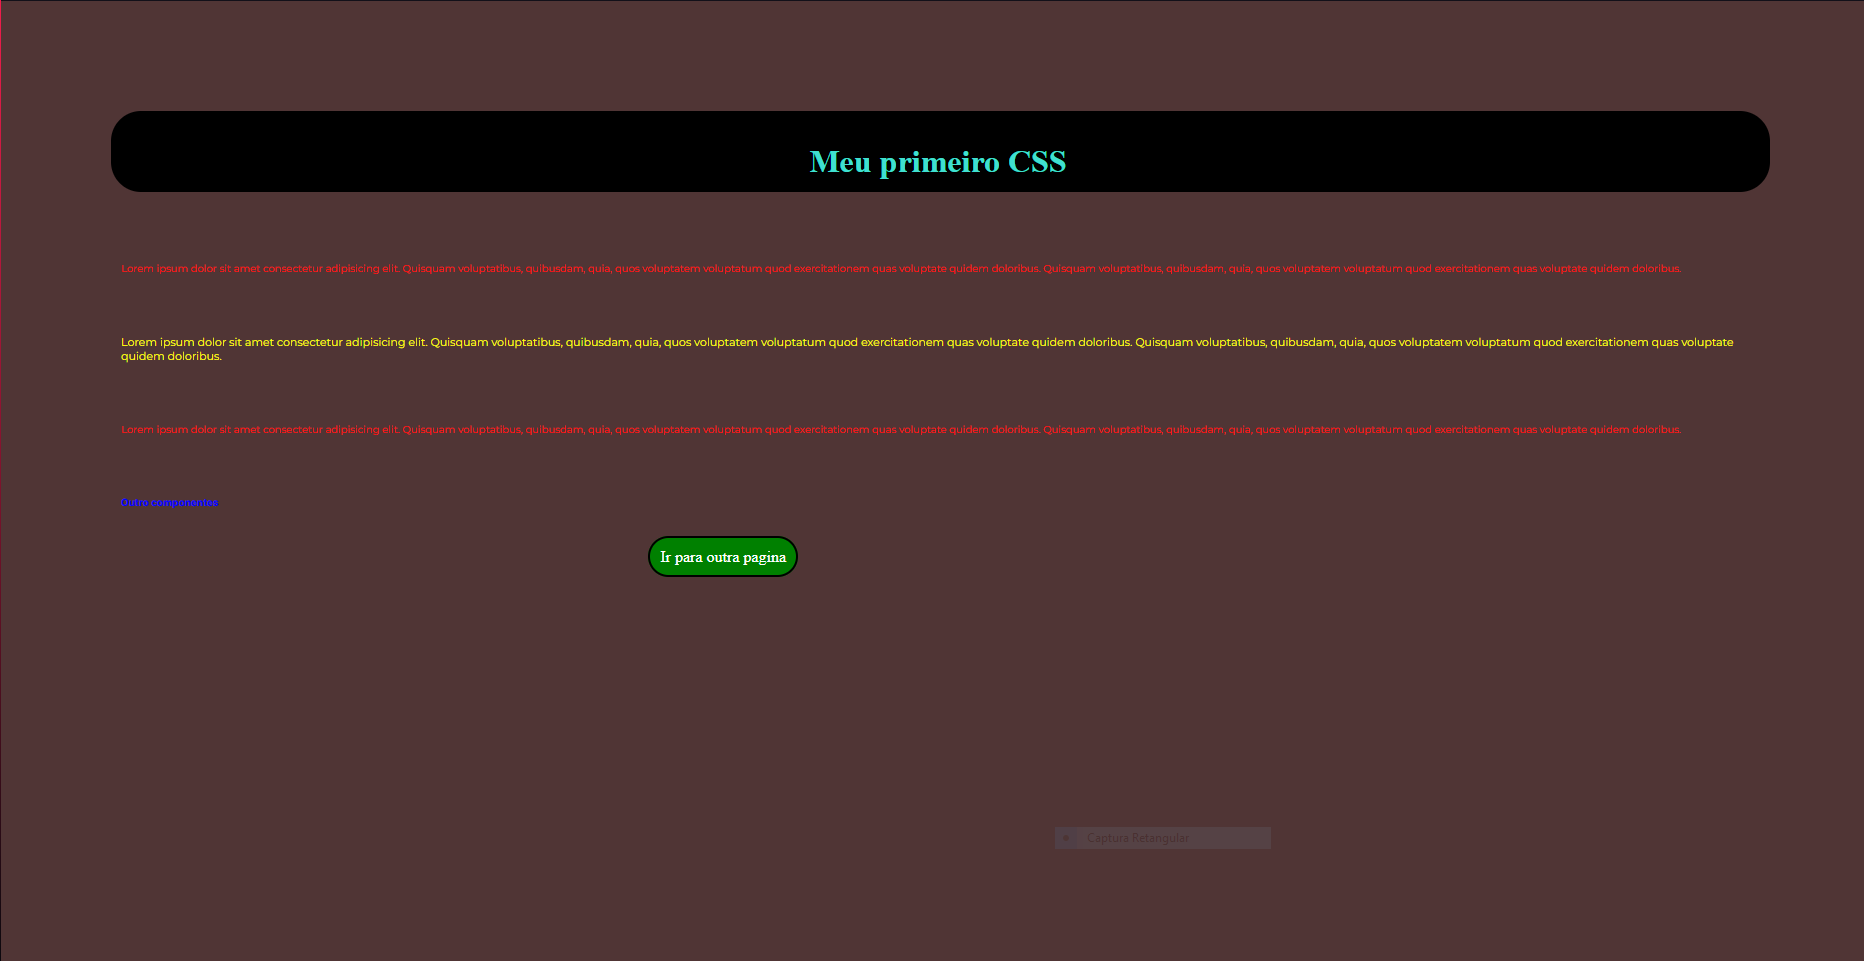 Meu primeiro CSS
Lorem ipsum dolor sit amet consectetur adipisicing elit. Quisquam voluptatibus, quibusdam, quia, quos voluptatem voluptatum quod exercitationem quas voluptate quidem doloribus. Quisquam voluptatibus, quibusdam, quia, quos voluptatem voluptatum quod exercitationem quas voluptate quidem doloribus.
Lorem ipsum dolor sit amet consectetur adipisicing elit. Quisquam voluptatibus, quibusdam, quia, quos voluptatem voluptatum quod exercitationem quas voluptate quidem doloribus. Quisquam voluptatibus, quibusdam, quia, quos voluptatem voluptatum quod exercitationem quas voluptate
quidem doloribus.
Lorem ipsum dolor sit amet consectetur adipisicing elit. Quisquam voluptatibus, quibusdam, quia, quos voluptatem voluptatum quod exercitationem quas voluptate quidem doloribus. Quisquam voluptatibus, quibusdam, quia, quos voluptatem voluptatum quod exercitationem quas voluptate quidem doloribus.
Outro componentes
Ir para outra pagina
Captura Retangular